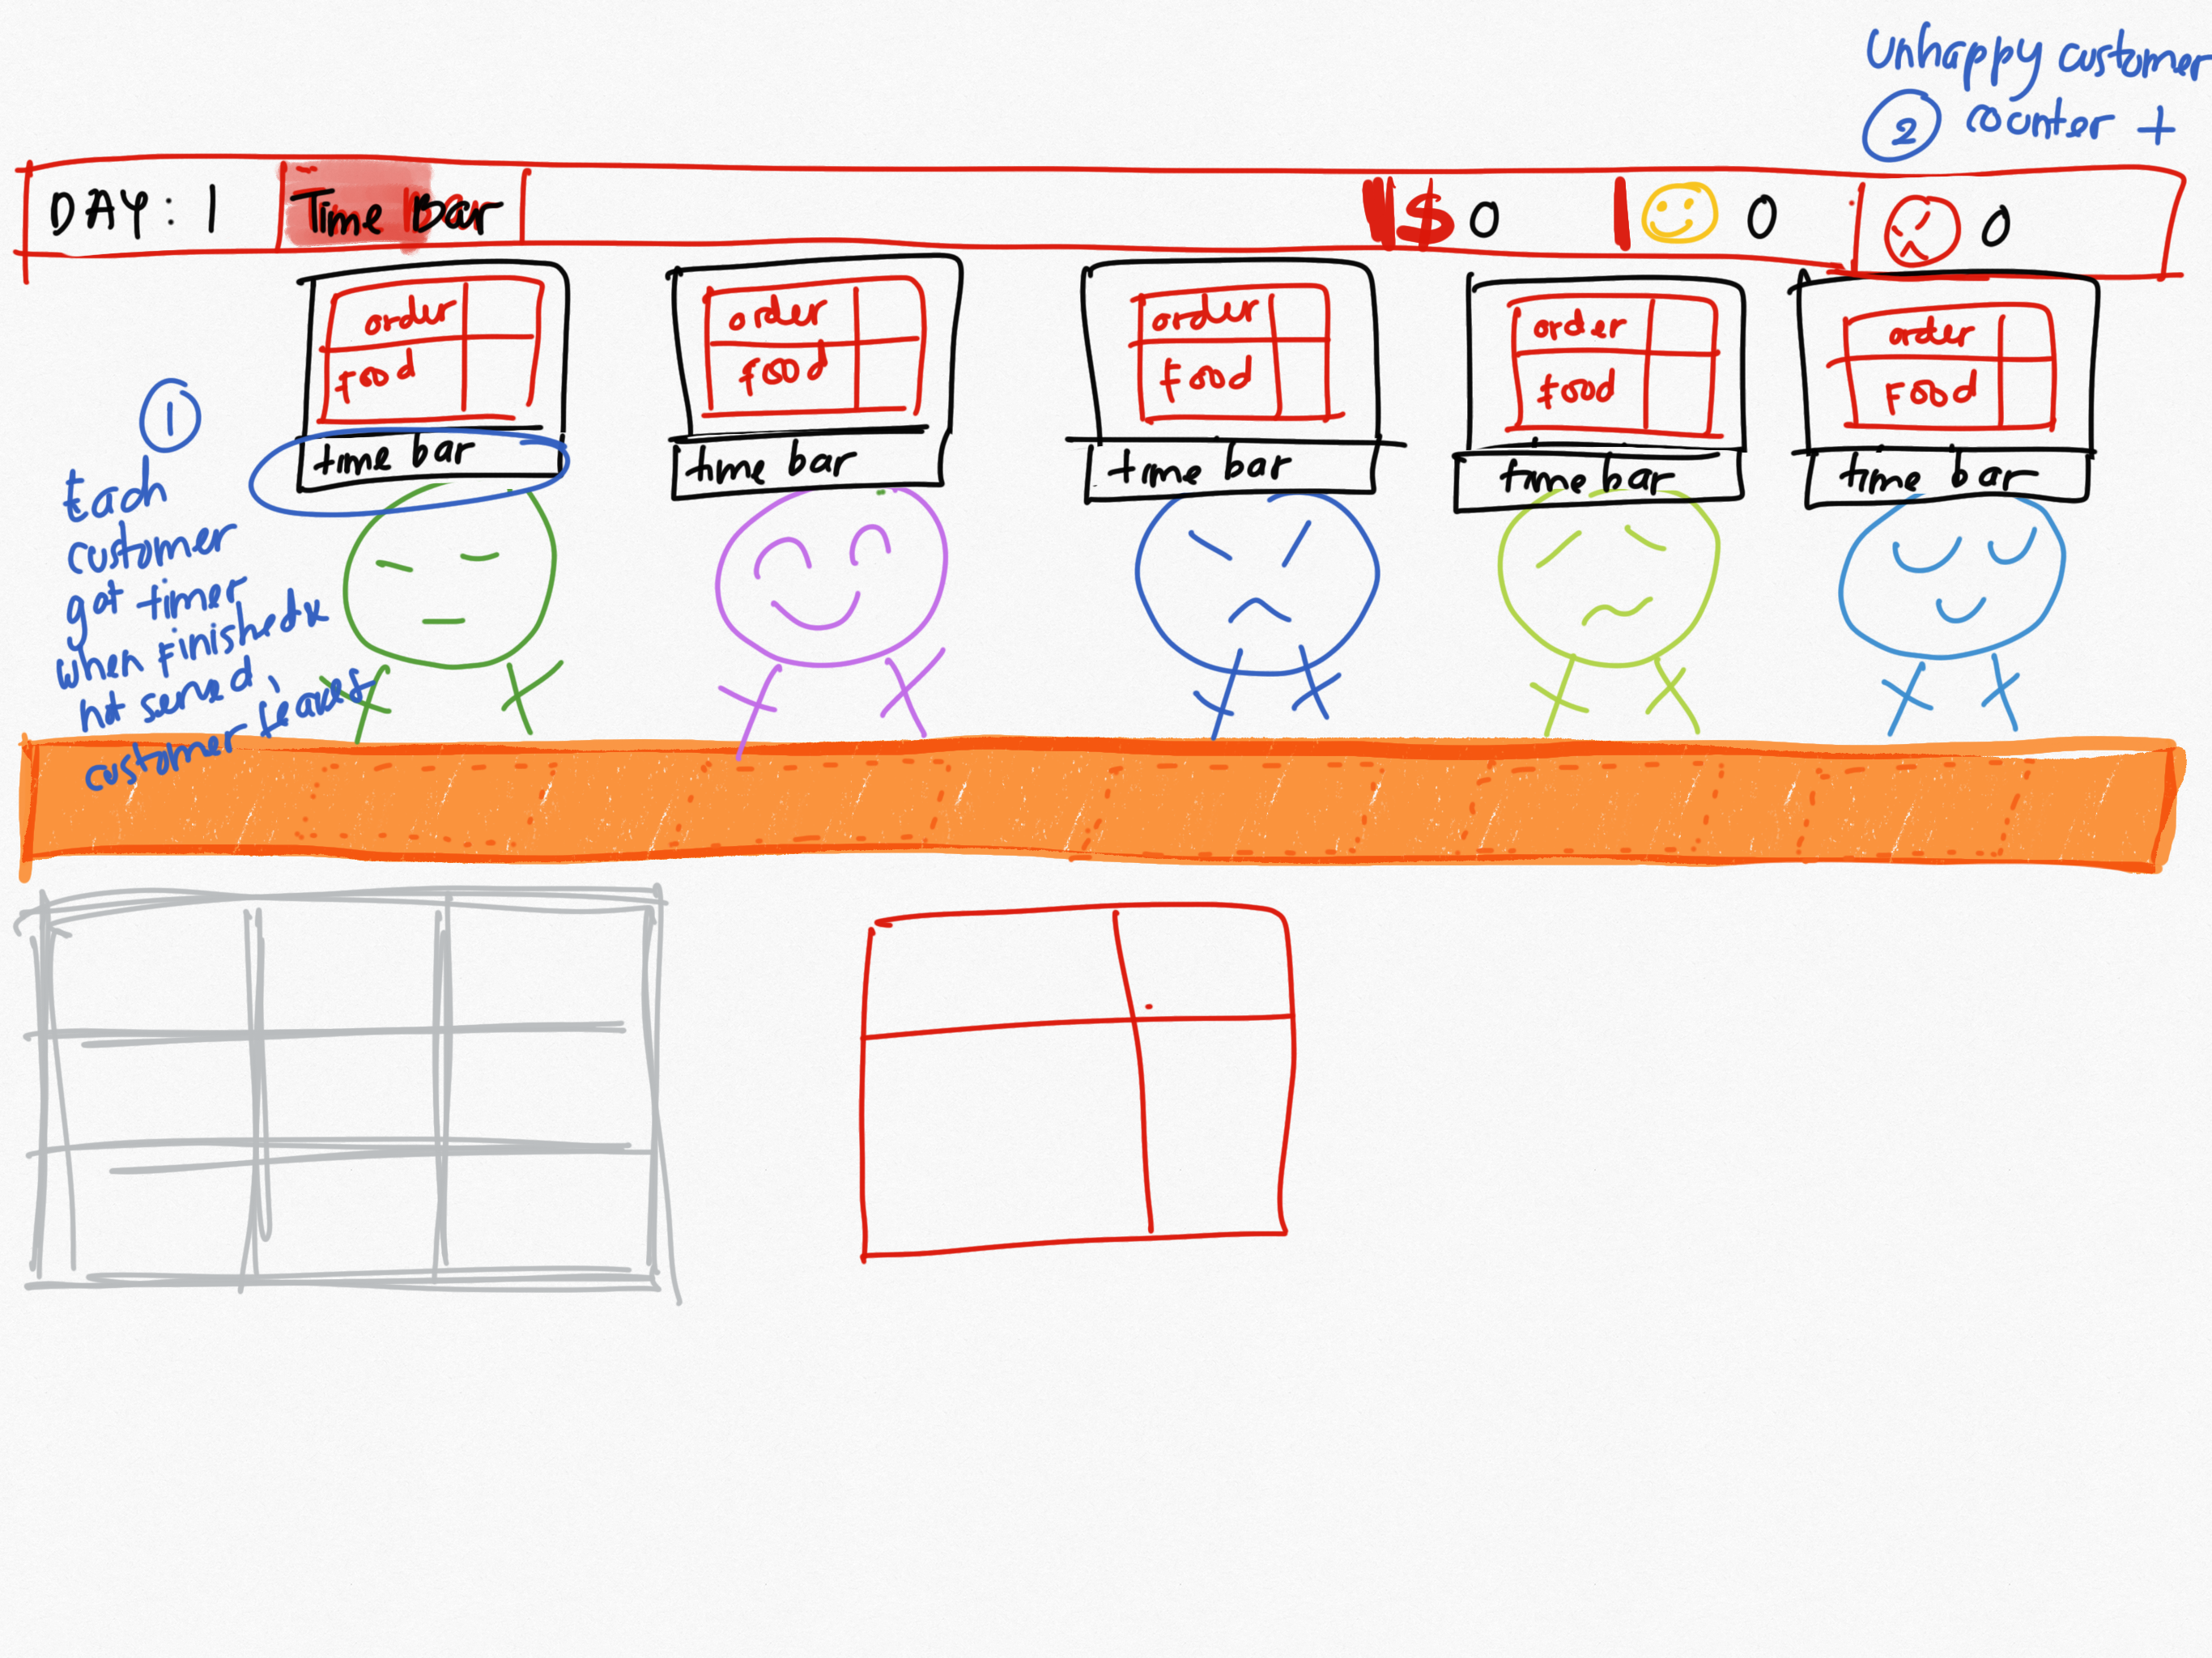 Unhappy customer
2 counter +
DAY: 1
Time Bar
$ 0
0
0
order
food
time bar
order
food
time bar
order
food
time bar
order
food
time bar
order
Food
time bar
1
Each
customer
got timer
when finished
not served,
customer leaves